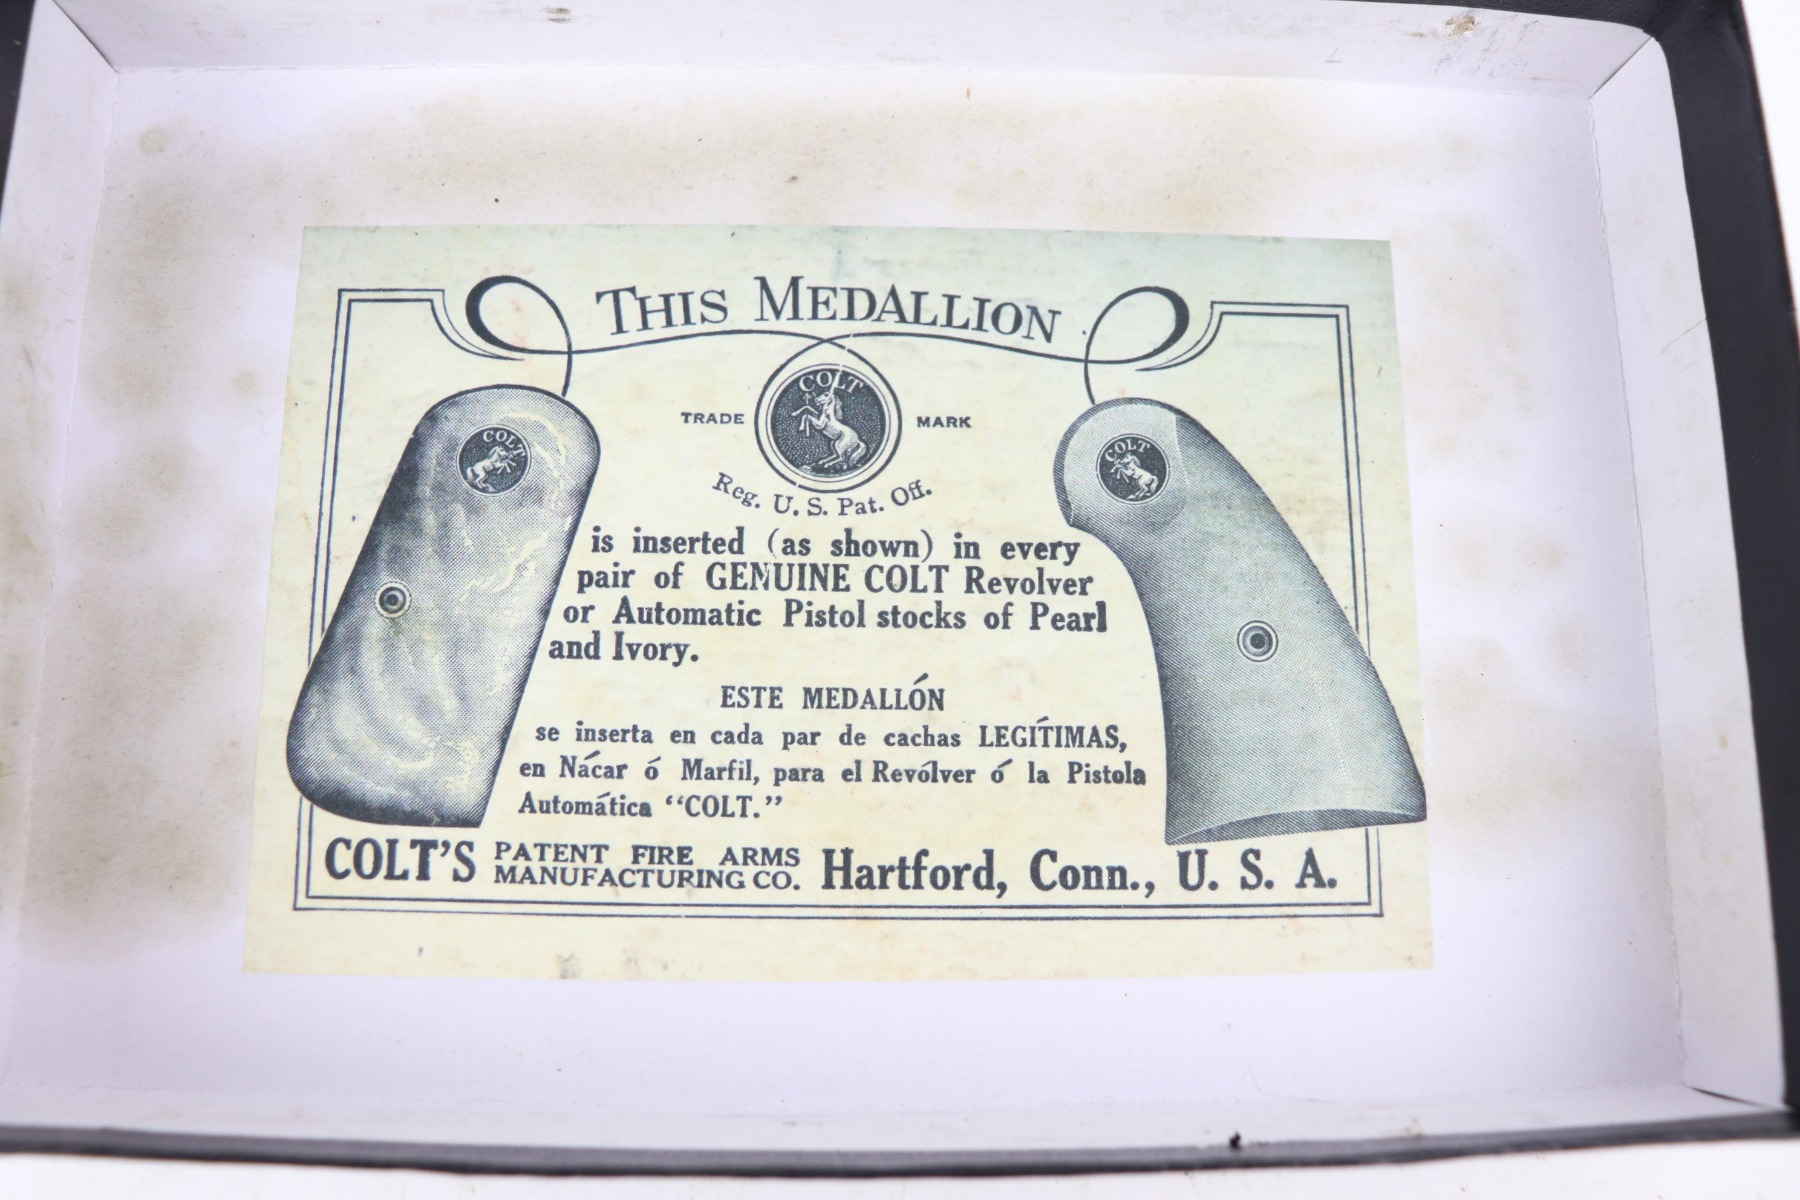 THIS MEDALLION
COLT
TRADE MARK
Reg. U. S. Pat. Off.
COLT
COLT
is inserted (as shown) in every
pair of GENUINE COLT Revolver
or Automatic Pistol stocks of Pearl
and Ivory.
ESTE MEDALLÓN
se inserta en cada par de cachas LEGÍTIMAS,
en Nácar ó Marfil, para el Revólver ó la Pistola
Automática “COLT.”
COLT'S PATENT FIRE ARMS MANUFACTURING CO. Hartford, Conn., U. S. A.